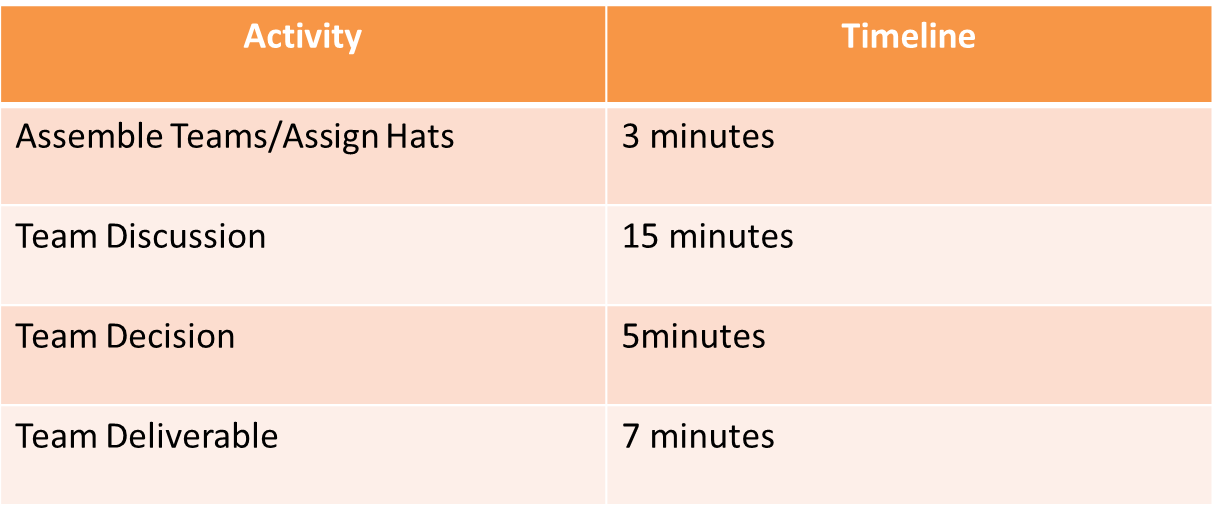 Activity Timeline
Assemble Teams/Assign Hats 3 minutes
Team Discussion 15 minutes
Team Decision 5minutes
Team Deliverable 7 minutes